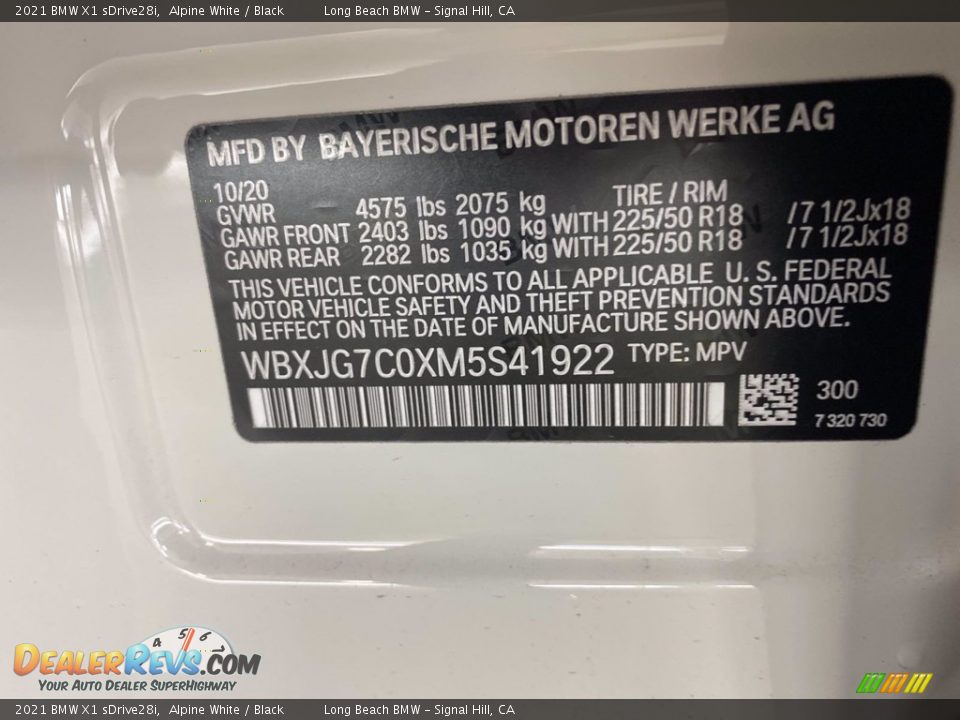 2021 BMW X1 sDrive28i, Alpine White / Black Long Beach BMW - Signal Hill, CA
MFD BY BAYERISCHE MOTOREN WERKE AG
10/20 TIRE / RIM
GVWR 4575 lbs 2075 kg
GAWR FRONT 2403 lbs 1090 kg WITH 225/50 R18 /7 1/2Jx18
GAWR REAR 2282 lbs 1035 kg WITH 225/50 R18 /7 1/2Jx18
THIS VEHICLE CONFORMS TO ALL APPLICABLE U. S. FEDERAL
MOTOR VEHICLE SAFETY AND THEFT PREVENTION STANDARDS
IN EFFECT ON THE DATE OF MANUFACTURE SHOWN ABOVE.
WBXJG7C0XM5S41922 TYPE: MPV
300
7 320 730
4 5 6
DEALERREVS.COM
YOUR AUTO DEALER SUPERHIGHWAY
2021 BMW X1 sDrive28i, Alpine White / Black Long Beach BMW - Signal Hill, CA